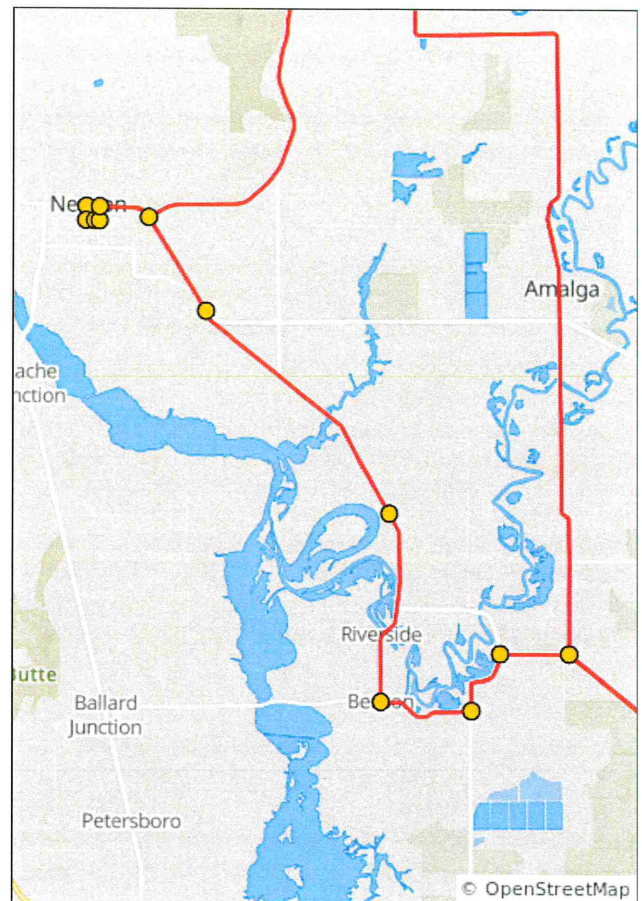 Amalga
Riverside
Butte
Ballard
Junction
Petersboro
© OpenStreetMap